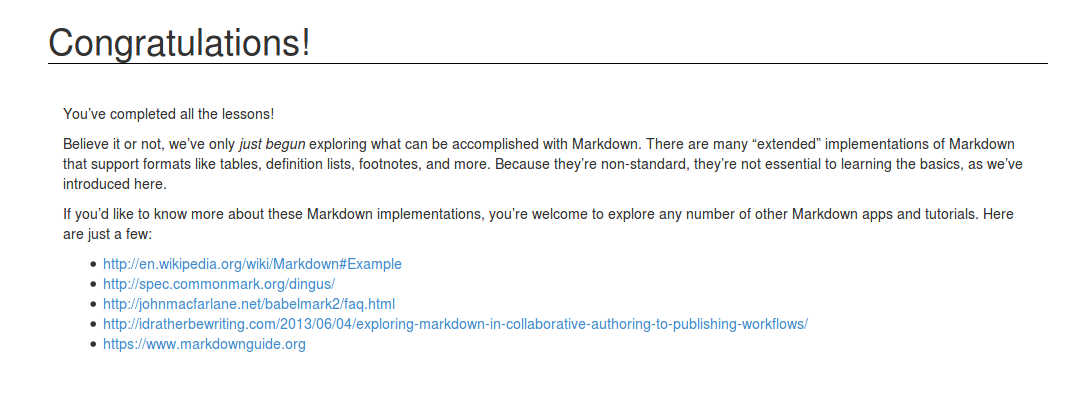 Congratulations!
You’ve completed all the lessons!
Believe it or not, we’ve only just begun exploring what can be accomplished with Markdown. There are many “extended” implementations of Markdown
that support formats like tables, definition lists, footnotes, and more. Because they’re non-standard, they’re not essential to learning the basics, as we’ve
introduced here.
If you’d like to know more about these Markdown implementations, you’re welcome to explore any number of other Markdown apps and tutorials. Here
are just a few:
• http://en.wikipedia.org/wiki/Markdown#Example
• http://spec.commonmark.org/dingus/
• http://johnmacfarlane.net/babelmark2/faq.html
• http://idratherbewriting.com/2013/06/04/exploring-markdown-in-collaborative-authoring-to-publishing-workflows/
• https://www.markdownguide.org